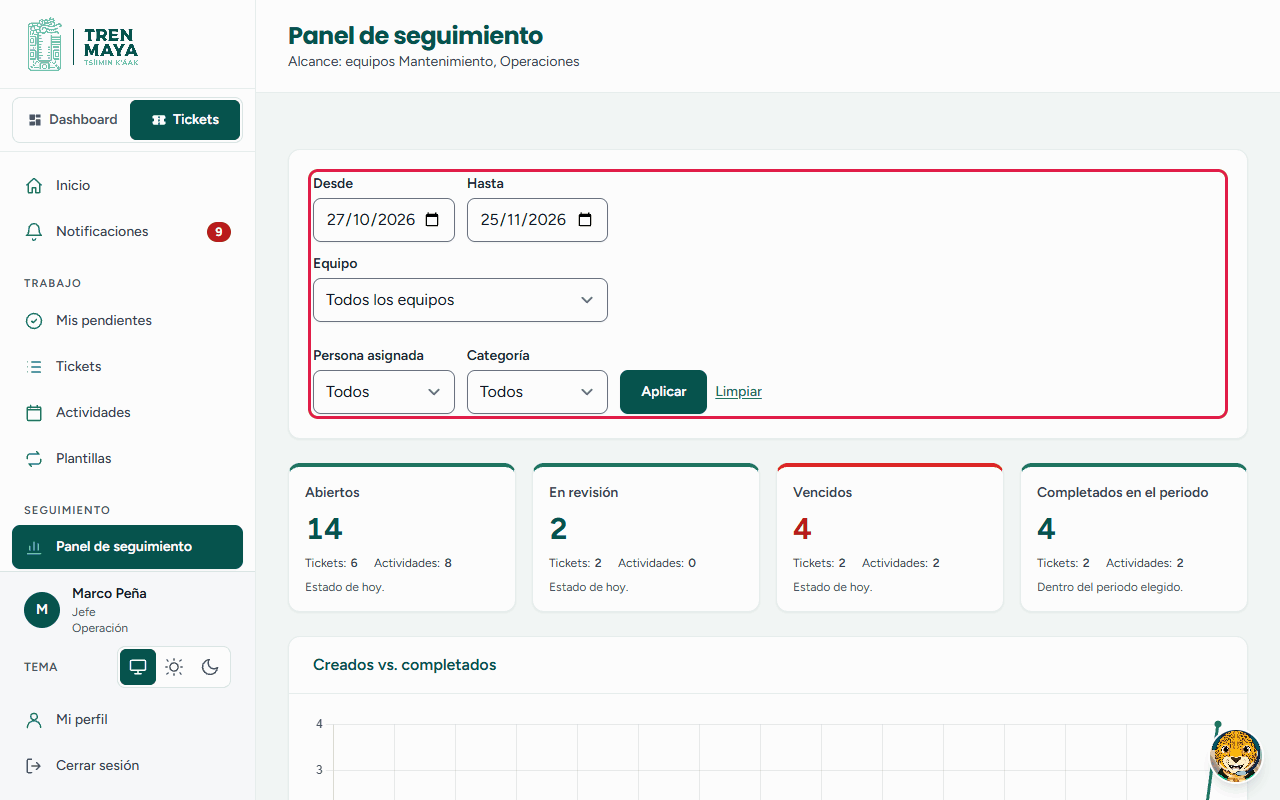 TREN
MAYA
TSÍIMIN K'ÁAK
Dashboard
Tickets
Inicio
Notificaciones
9
TRABAJO
Mis pendientes
Tickets
Actividades
Plantillas
SEGUIMIENTO
Panel de seguimiento
M
Marco Peña
Jefe
Operación
TEMA
Mi perfil
Cerrar sesión
Panel de seguimiento
Alcance: equipos Mantenimiento, Operaciones
Desde
Hasta
27/10/2026
25/11/2026
Equipo
Todos los equipos
Persona asignada
Categoría
Todos
Todos
Aplicar
Limpiar
Abiertos
14
Tickets: 6 Actividades: 8
Estado de hoy.
En revisión
2
Tickets: 2 Actividades: 0
Estado de hoy.
Vencidos
4
Tickets: 2 Actividades: 2
Estado de hoy.
Completados en el periodo
4
Tickets: 2 Actividades: 2
Dentro del periodo elegido.
Creados vs. completados
4
3